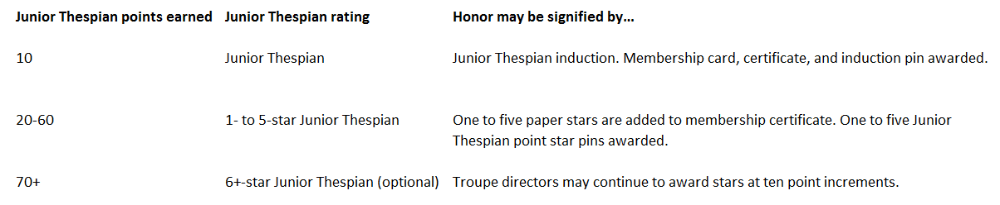 Junior Thespian points earned Junior Thespian rating Honor may be signified by...
10 Junior Thespian Junior Thespian induction. Membership card, certificate, and induction pin awarded.
20-60 1- to 5-star Junior Thespian One to five paper stars are added to membership certificate. One to five Junior
Thespian point star pins awarded.
70+ 6+-star Junior Thespian (optional) Troupe directors may continue to award stars at ten point increments.